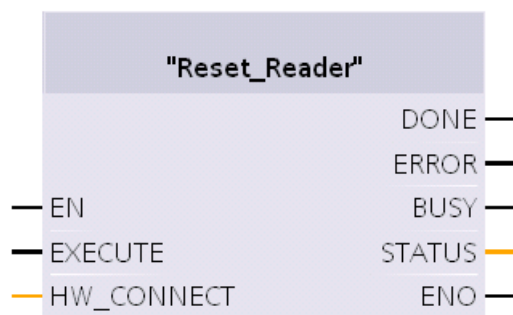 "Reset_Reader"
DONE
ERROR
EN BUSY
EXECUTE STATUS
HW_CONNECT ENO